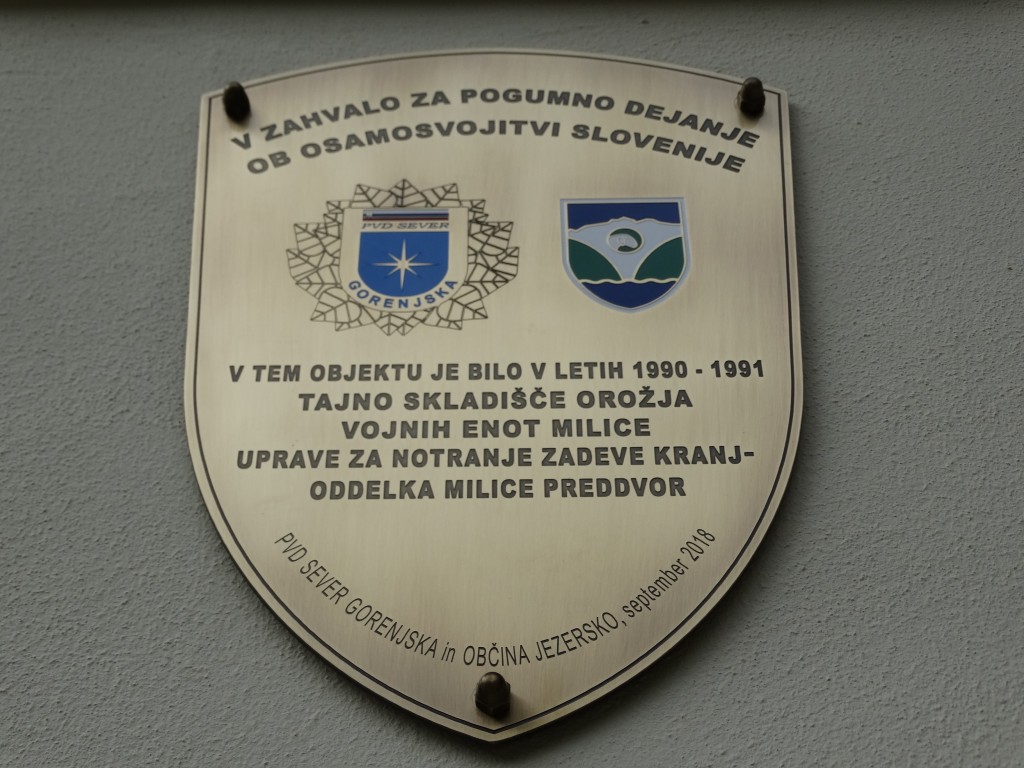 V ZAHVALO ZA POGUMNO DEJANJE
OB OSAMOSVOJITVI SLOVENIJE
PVD SEVER
GORENJSKA
V TEM OBJEKTU JE BILO V LETIH 1990 - 1991
TAJNO SKLADIŠČE OROŽJA
VOJNIH ENOT MILICE
UPRAVE ZA NOTRANJE ZADEVE KRANJ-
ODDELKA MILICE PREDDVOR
PVD SEVER GORENJSKA in OBČINA JEZERSKO, september 2018